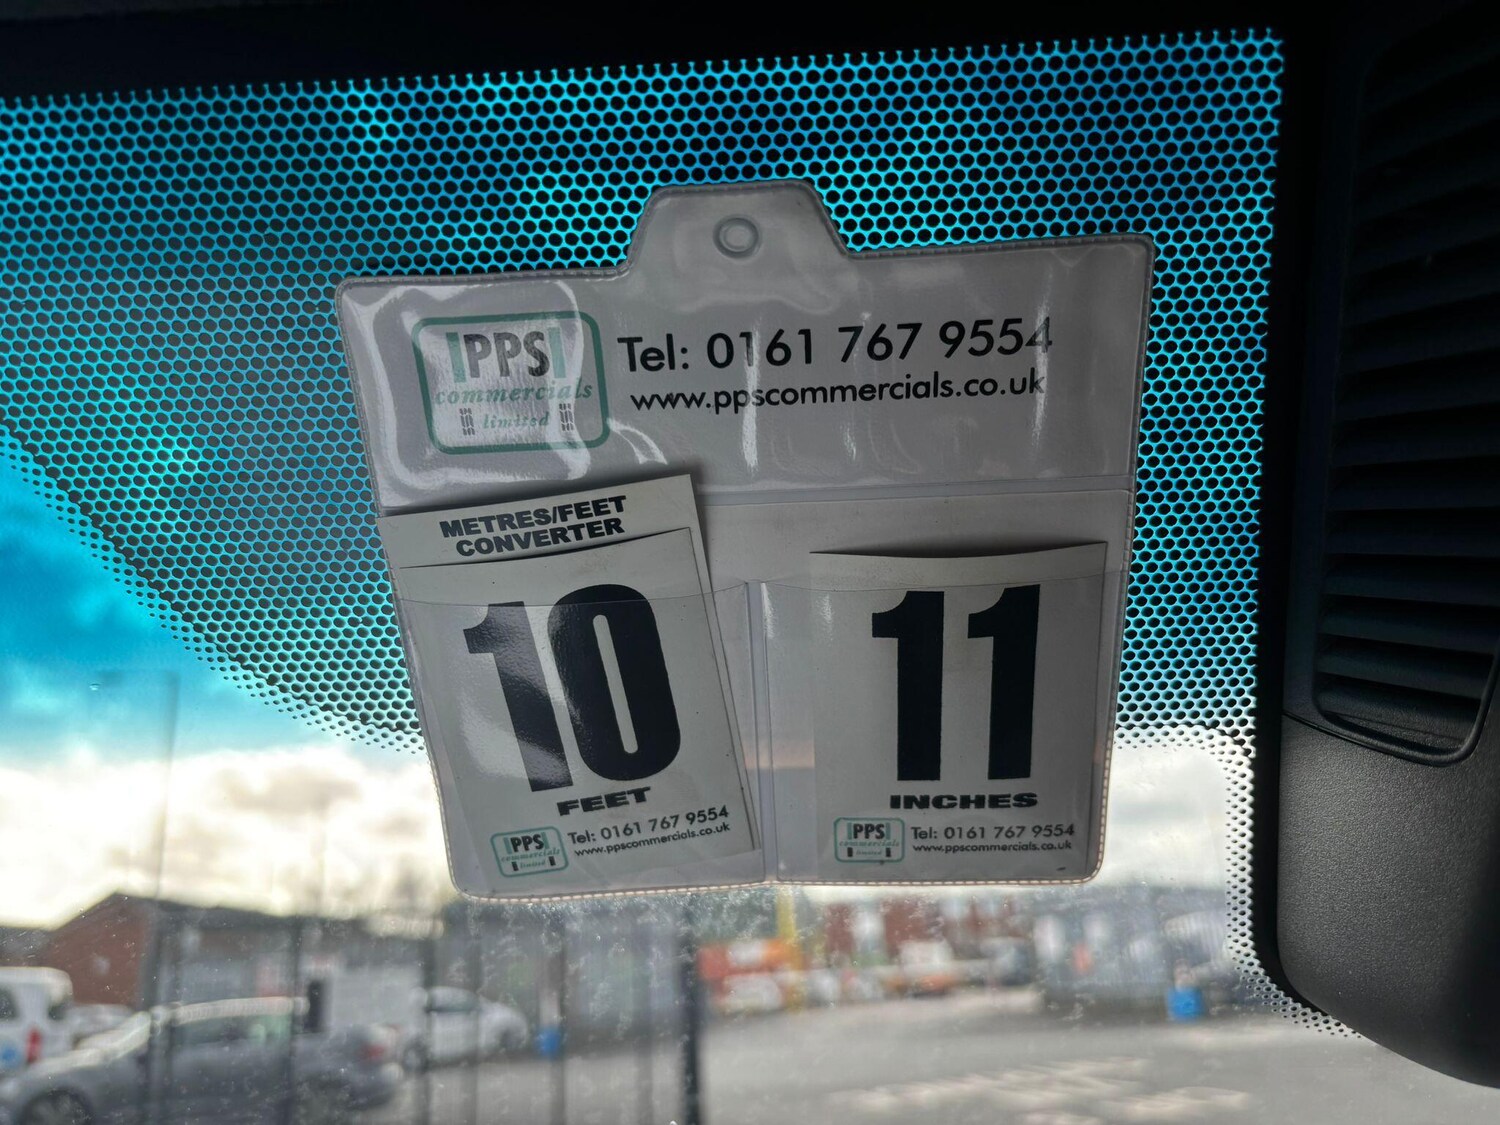 PPS
commercials
limited
Tel: 0161 767 9554
www.ppscommercials.co.uk
METRES/FEET
CONVERTER
10
FEET
PPS
commercials
limited
Tel: 0161 767 9554
www.ppscommercials.co.uk
11
INCHES
PPS
commercials
limited
Tel: 0161 767 9554
www.ppscommercials.co.uk